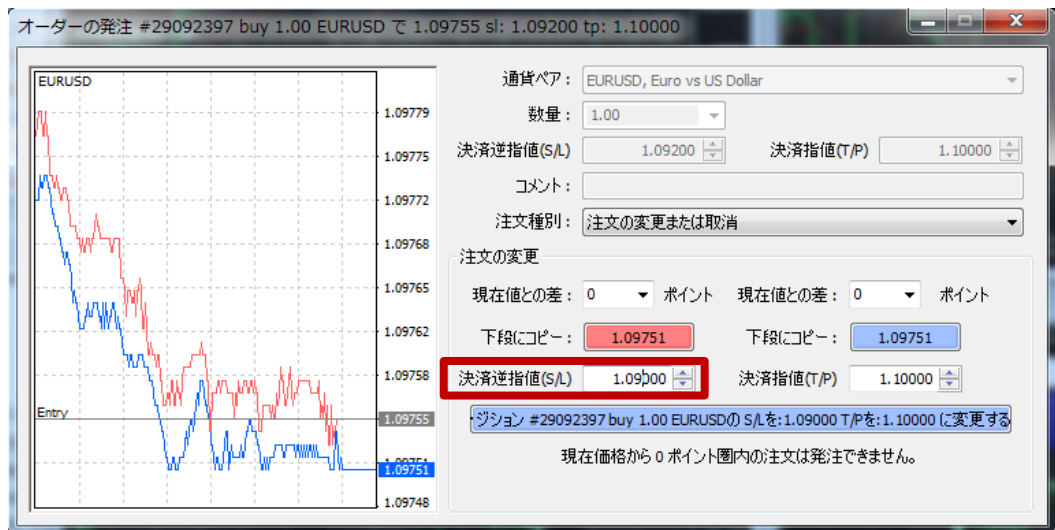 オーダーの発注 #29092397 buy 1.00 EURUSD で 1.09755 sl: 1.09200 tp: 1.10000
EURUSD
1.09779
1.09775
1.09772
1.09768
1.09765
1.09762
1.09758
Entry
1.09755
1.09751
1.09748
通貨ペア： EURUSD, Euro vs US Dollar
数量： 1.00
決済逆指値(S/L) 1.09200 決済指値(T/P) 1.10000
コメント：
注文種別： 注文の変更または取消
注文の変更
現在値との差： 0 ポイント 現在値との差： 0 ポイント
下段にコピー： 1.09751 下段にコピー： 1.09751
決済逆指値(S/L) 1.09000 決済指値(T/P) 1.10000
ジション #29092397 buy 1.00 EURUSDの S/Lを:1.09000 T/Pを:1.10000 に変更する
現在価格から 0 ポイント圏内の注文は発注できません。